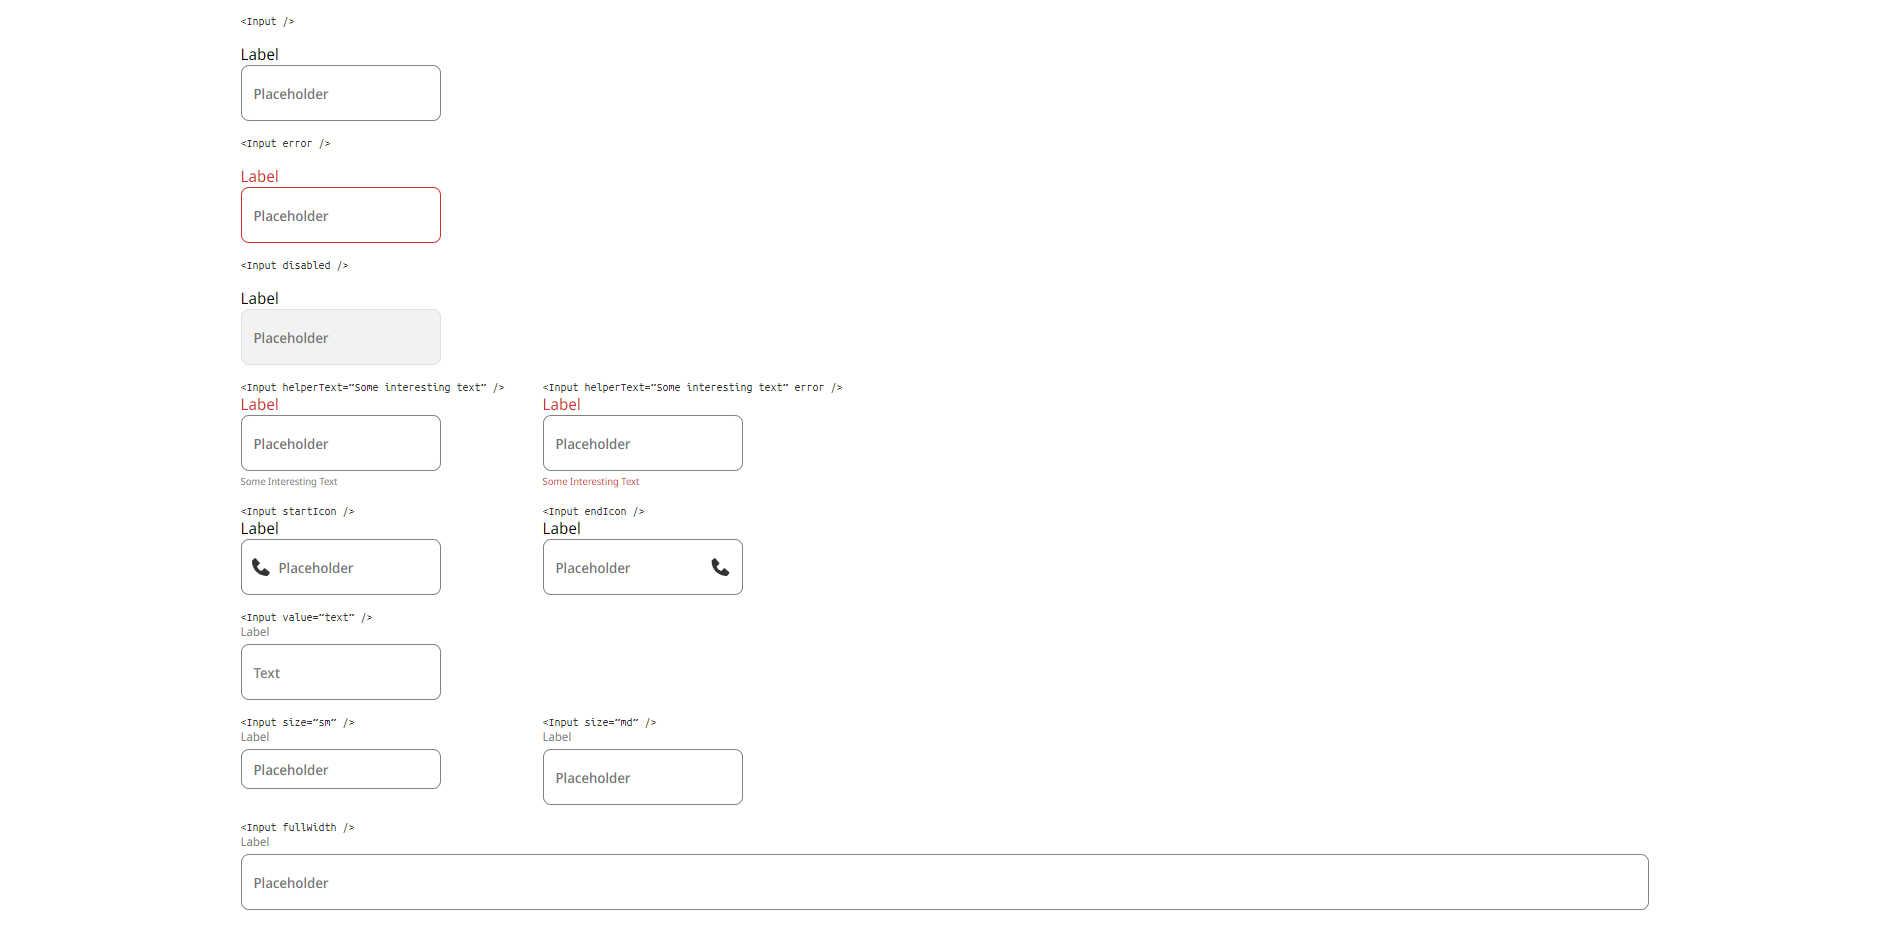 <Input />
Label
Placeholder
<Input error />
Label
Placeholder
<Input disabled />
Label
Placeholder
<Input helperText=”Some interesting text” />
Label
Placeholder
Some Interesting Text
<Input helperText=”Some interesting text” error />
Label
Placeholder
Some Interesting Text
<Input startIcon />
Label
Placeholder
<Input endIcon />
Label
Placeholder
<Input value=”text” />
Label
Text
<Input size=”sm” />
Label
Placeholder
<Input size=”md” />
Label
Placeholder
<Input fullWidth />
Label
Placeholder